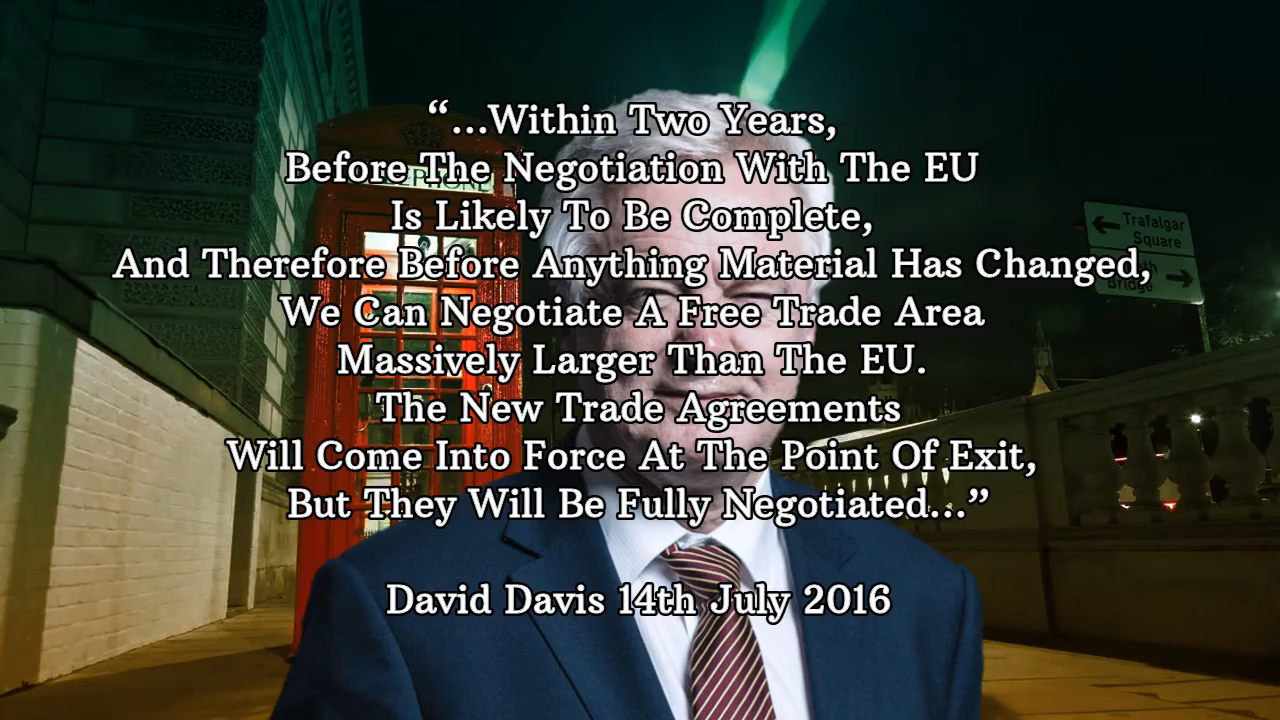 “...Within Two Years,
Before The Negotiation With The EU
Is Likely To Be Complete,
And Therefore Before Anything Material Has Changed,
We Can Negotiate A Free Trade Area
Massively Larger Than The EU.
The New Trade Agreements
Will Come Into Force At The Point Of Exit,
But They Will Be Fully Negotiated...”
David Davis 14th July 2016
Trafalgar
Square
Bridge